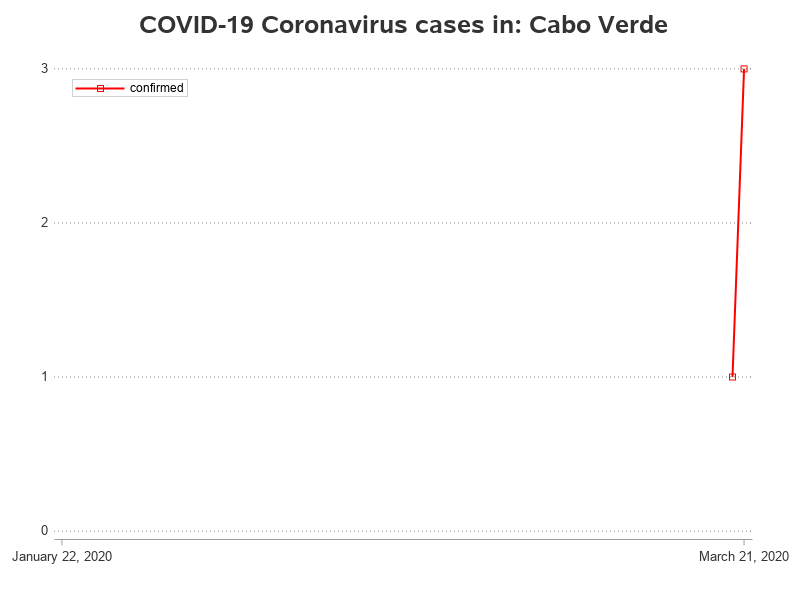 COVID-19 Coronavirus cases in: Cabo Verde
3
confirmed
2
1
0
January 22, 2020
March 21, 2020